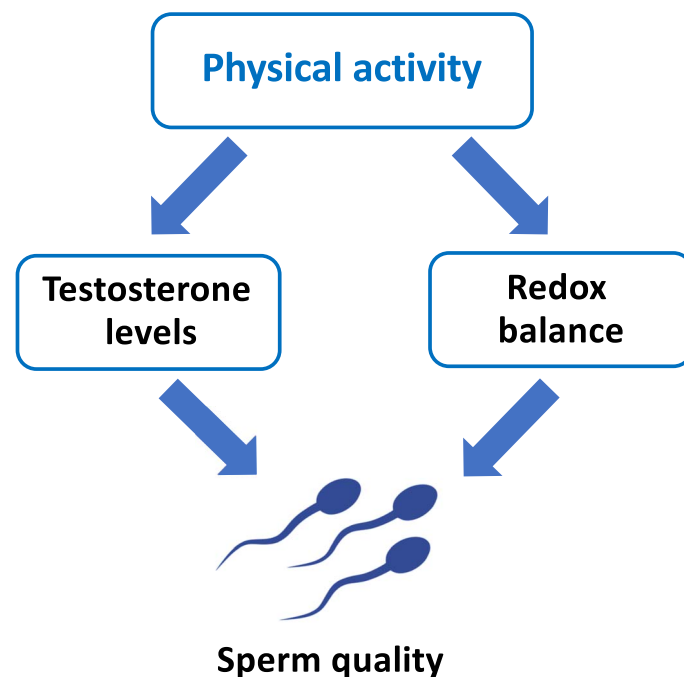 Physical activity
Testosterone
levels
Redox
balance
Sperm quality